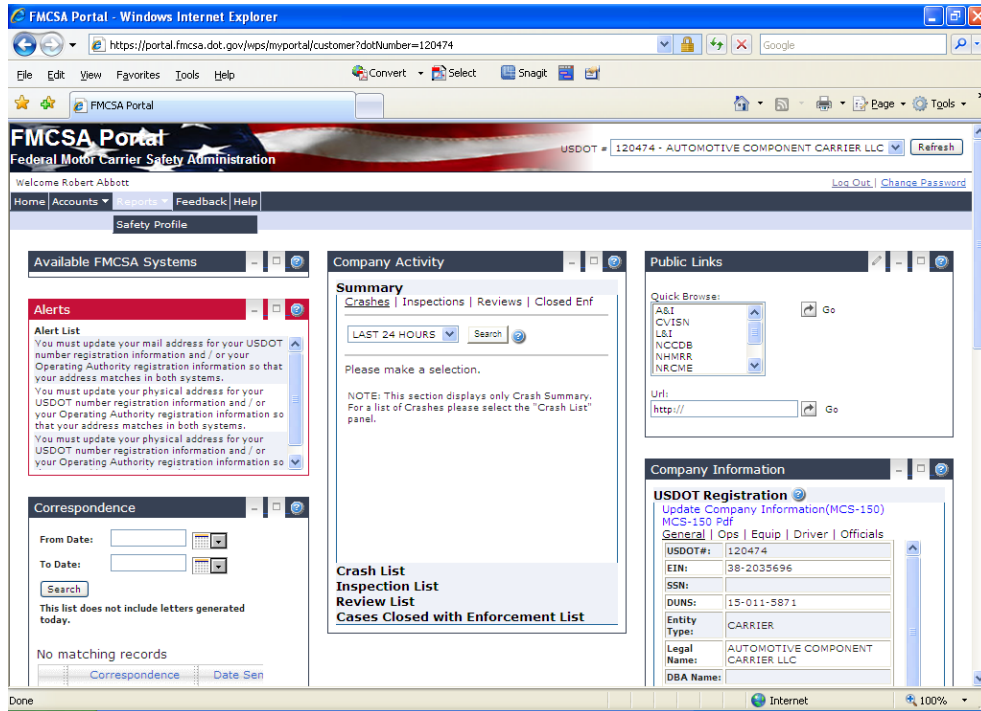 FMCSA Portal - Windows Internet Explorer
https://portal.fmcsa.dot.gov/wps/myportal/customer?dotNumber=120474
Google
File Edit View Favorites Tools Help
Convert Select Snagit
FMCSA Portal
Page Tools
FMCSA Portal
Federal Motor Carrier Safety Administration
USDOT # 120474 - AUTOMOTIVE COMPONENT CARRIER LLC Refresh
Welcome Robert Abbott
Log Out | Change Password
Home Accounts Reports Feedback Help
Safety Profile
Available FMCSA Systems
Alerts
Alert List
You must update your mail address for your USDOT
number registration information and / or your
Operating Authority registration information so that
your address matches in both systems.
You must update your physical address for your
USDOT number registration information and / or
your Operating Authority registration information so
that your address matches in both systems.
You must update your physical address for your
USDOT number registration information and / or
your Operating Authority registration information so
Correspondence
From Date:
To Date:
Search
This list does not include letters generated
today.
No matching records
Correspondence Date Sen
Company Activity
Summary
Crashes | Inspections | Reviews | Closed Enf
LAST 24 HOURS Search
Please make a selection.
NOTE: This section displays only Crash Summary.
For a list of Crashes please select the "Crash List"
panel.
Crash List
Inspection List
Review List
Cases Closed with Enforcement List
Public Links
Quick Browse:
A&I
CVISN
L&I
NCCDB
NHMRR
NRCME
Go
Url:
http://
Go
Company Information
USDOT Registration
Update Company Information(MCS-150)
MCS-150 Pdf
General | Ops | Equip | Driver | Officials
USDOT#: 120474
EIN: 38-2035696
SSN:
DUNS: 15-011-5871
Entity
Type: CARRIER
Legal
Name: AUTOMOTIVE COMPONENT
CARRIER LLC
DBA Name:
Done
Internet
100%